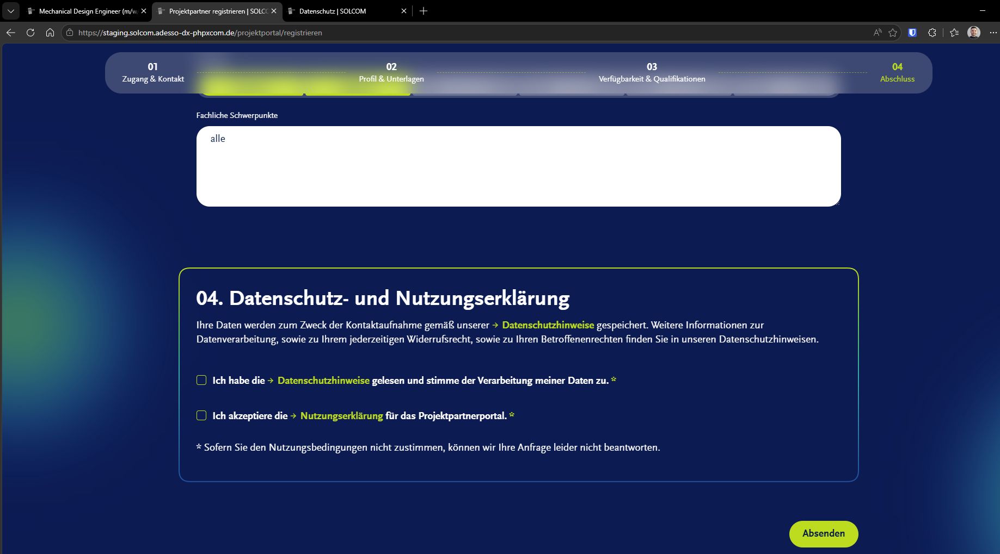 Mechanical Design Engineer (m/w
Projektpartner registrieren | SOLC
Datenschutz | SOLCOM
https://staging.solcom.adesso-dx-phpxcom.de/projektportal/registrieren
01
Zugang & Kontakt
02
Profil & Unterlagen
03
Verfügbarkeit & Qualifikationen
04
Abschluss
Fachliche Schwerpunkte
alle
04. Datenschutz- und Nutzungserklärung
Ihre Daten werden zum Zweck der Kontaktaufnahme gemäß unserer → Datenschutzhinweise gespeichert. Weitere Informationen zur
Datenverarbeitung, sowie zu Ihrem jederzeitigen Widerrufsrecht, sowie zu Ihren Betroffenenrechten finden Sie in unseren Datenschutzhinweisen.
Ich habe die → Datenschutzhinweise gelesen und stimme der Verarbeitung meiner Daten zu. *
Ich akzeptiere die → Nutzungserklärung für das Projektpartnerportal. *
* Sofern Sie den Nutzungsbedingungen nicht zustimmen, können wir Ihre Anfrage leider nicht beantworten.
Absenden